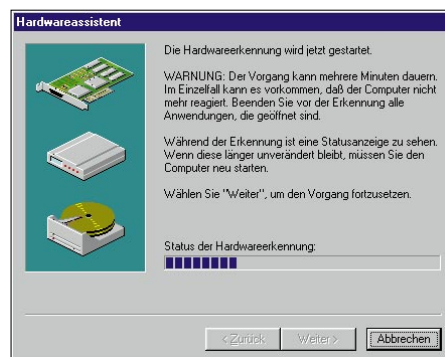 Hardwareassistent
Die Hardwareerkennung wird jetzt gestartet.
WARNUNG: Der Vorgang kann mehrere Minuten dauern.
Im Einzelfall kann es vorkommen, daß der Computer nicht
mehr reagiert. Beenden Sie vor der Erkennung alle
Anwendungen, die geöffnet sind.
Während der Erkennung ist eine Statusanzeige zu sehen.
Wenn diese länger unverändert bleibt, müssen Sie den
Computer neu starten.
Wählen Sie "Weiter", um den Vorgang fortzusetzen.
Status der Hardwareerkennung:
< Zurück Weiter > Abbrechen